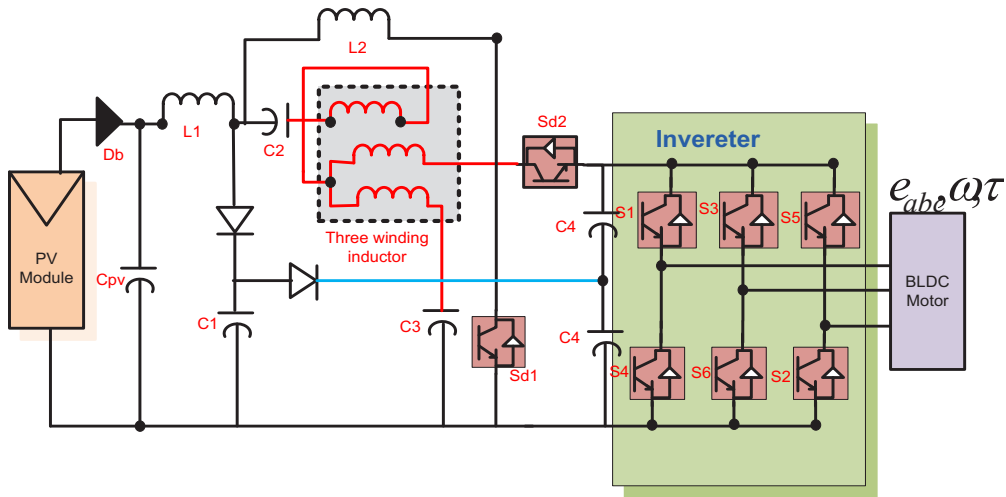 L2
L1
Db
C2
Sd2
Invereter
S1
S3
S5
e_abe,ω,τ
C4
Three winding
inductor
PV
Module
Cpv
BLDC
Motor
C1
C3
C4
Sd1
S4
S6
S2